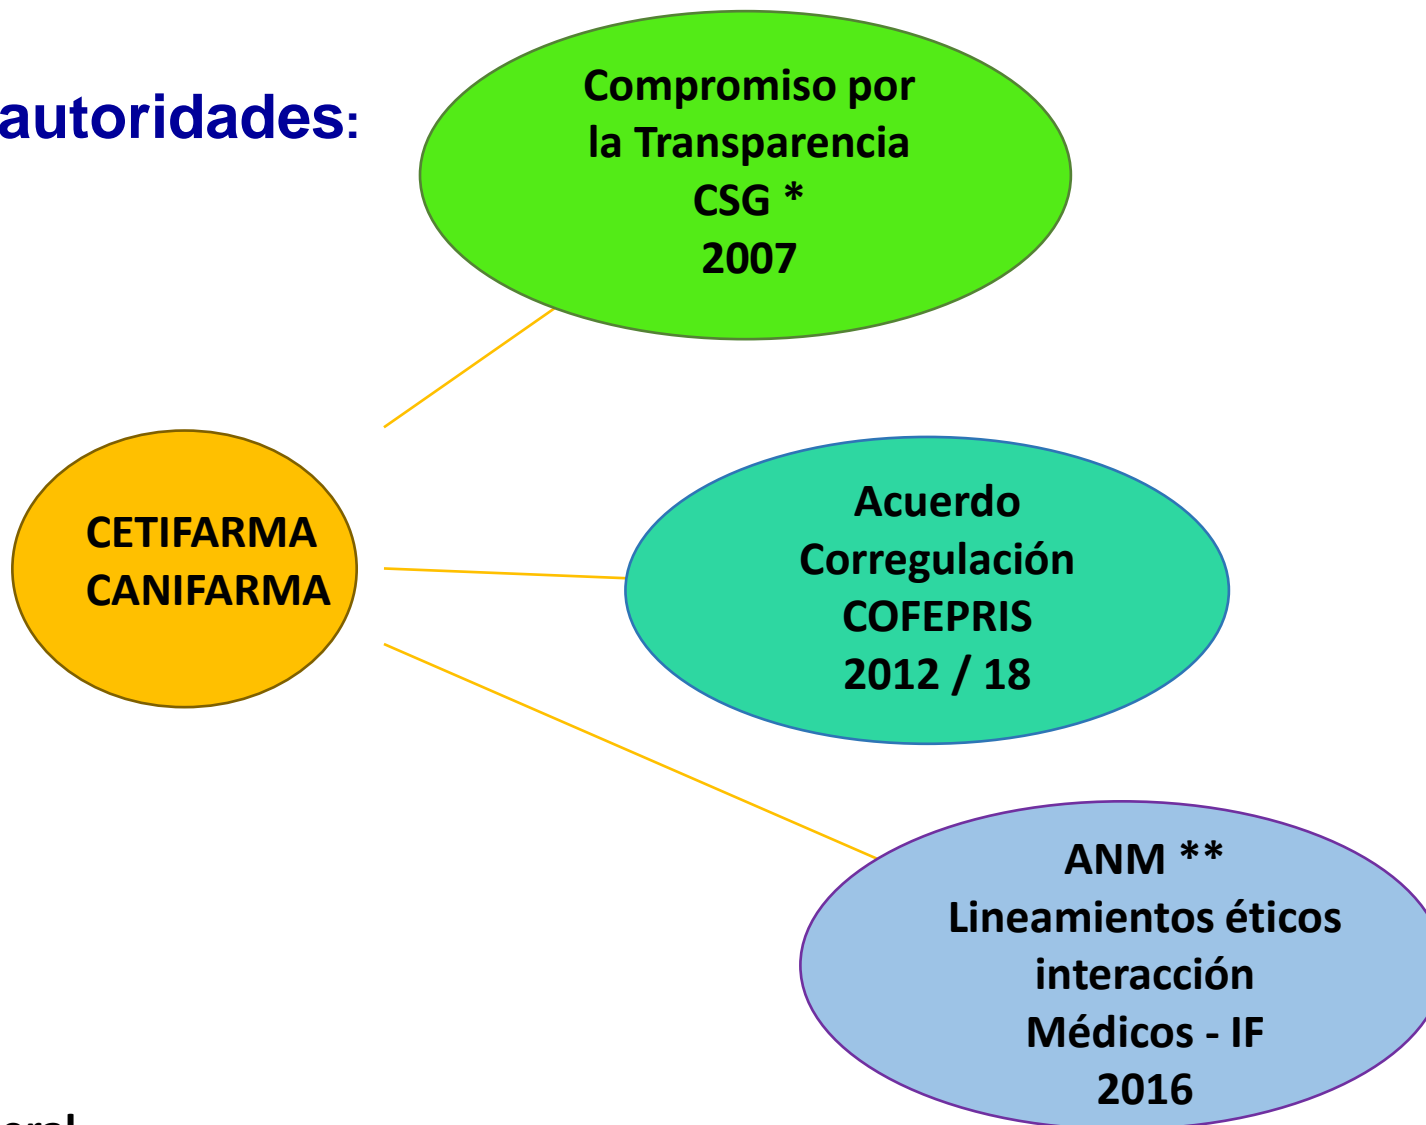 autoridades:
Compromiso por
la Transparencia
CSG *
2007
CETIFARMA
CANIFARMA
Acuerdo
Corregulación
COFEPRIS
2012 / 18
ANM **
Lineamientos éticos
interacción
Médicos - IF
2016